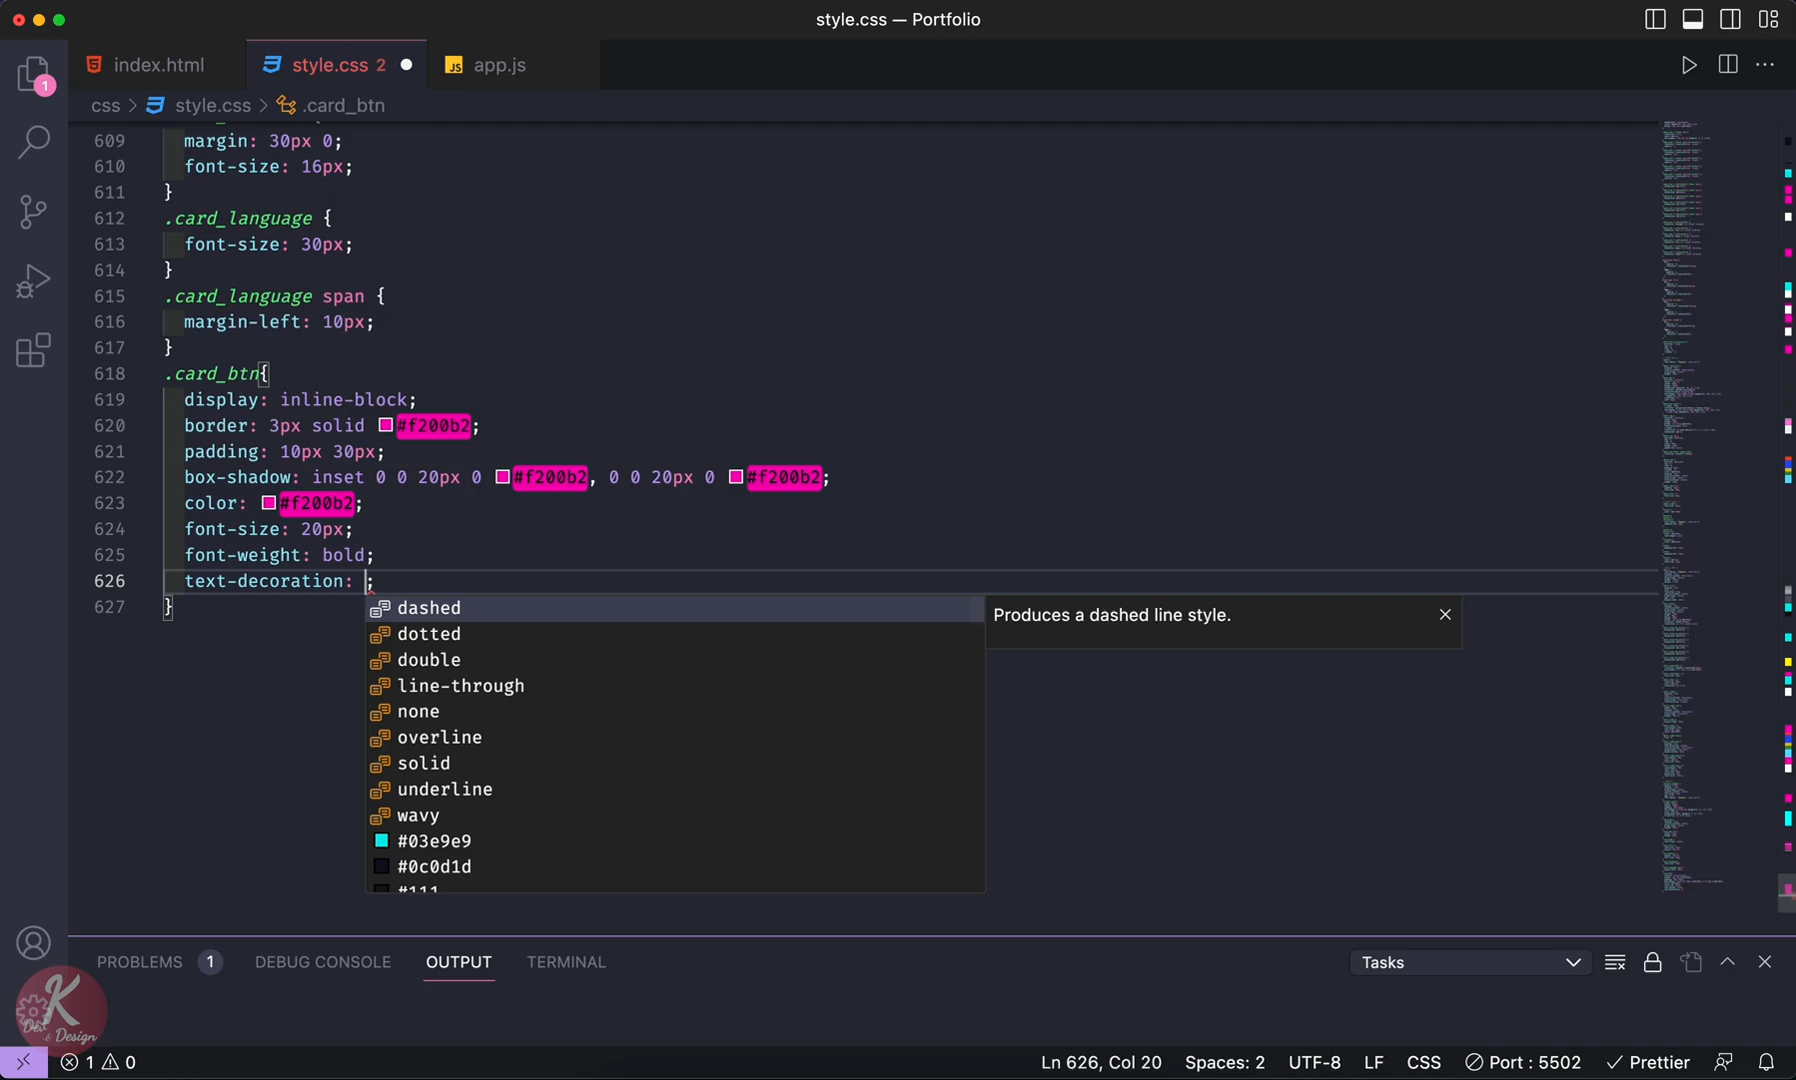 style.css — Portfolio
1
index.html
style.css 2
app.js
css > style.css > .card_btn
609 margin: 30px 0;
610 font-size: 16px;
611 }
612 .card_language {
613 font-size: 30px;
614 }
615 .card_language span {
616 margin-left: 10px;
617 }
618 .card_btn{
619 display: inline-block;
620 border: 3px solid #f200b2;
621 padding: 10px 30px;
622 box-shadow: inset 0 0 20px 0 #f200b2, 0 0 20px 0 #f200b2;
623 color: #f200b2;
624 font-size: 20px;
625 font-weight: bold;
626 text-decoration: ;
627 }
dashed
Produces a dashed line style.
dotted
double
line-through
none
overline
solid
underline
wavy
#03e9e9
#0c0d1d
#111
PROBLEMS 1
DEBUG CONSOLE
OUTPUT
TERMINAL
Tasks
K
Dev
& Design
1 0
Ln 626, Col 20
Spaces: 2
UTF-8
LF
CSS
Port : 5502
Prettier